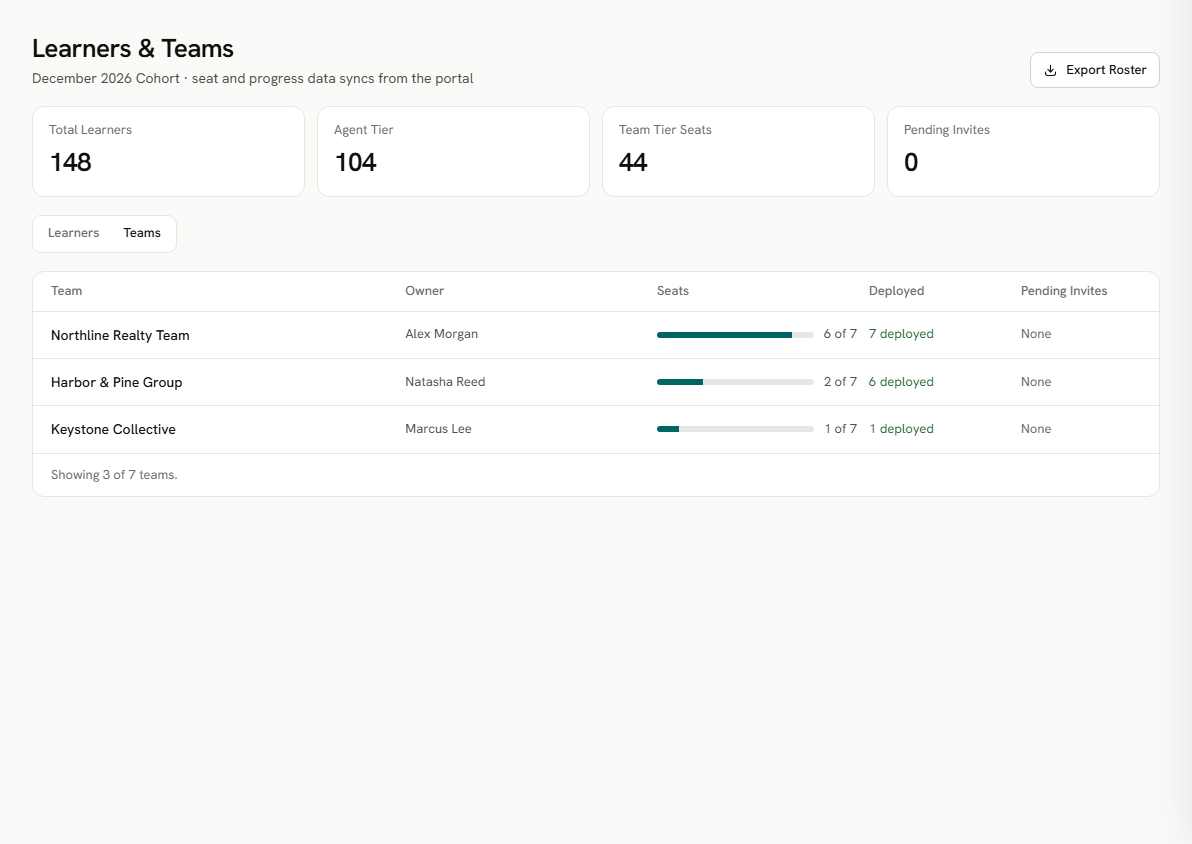 Learners & Teams
December 2026 Cohort · seat and progress data syncs from the portal
Export Roster
Total Learners
148
Agent Tier
104
Team Tier Seats
44
Pending Invites
0
Learners Teams
Team Owner Seats Deployed Pending Invites
Northline Realty Team Alex Morgan 6 of 7 7 deployed None
Harbor & Pine Group Natasha Reed 2 of 7 6 deployed None
Keystone Collective Marcus Lee 1 of 7 1 deployed None
Showing 3 of 7 teams.